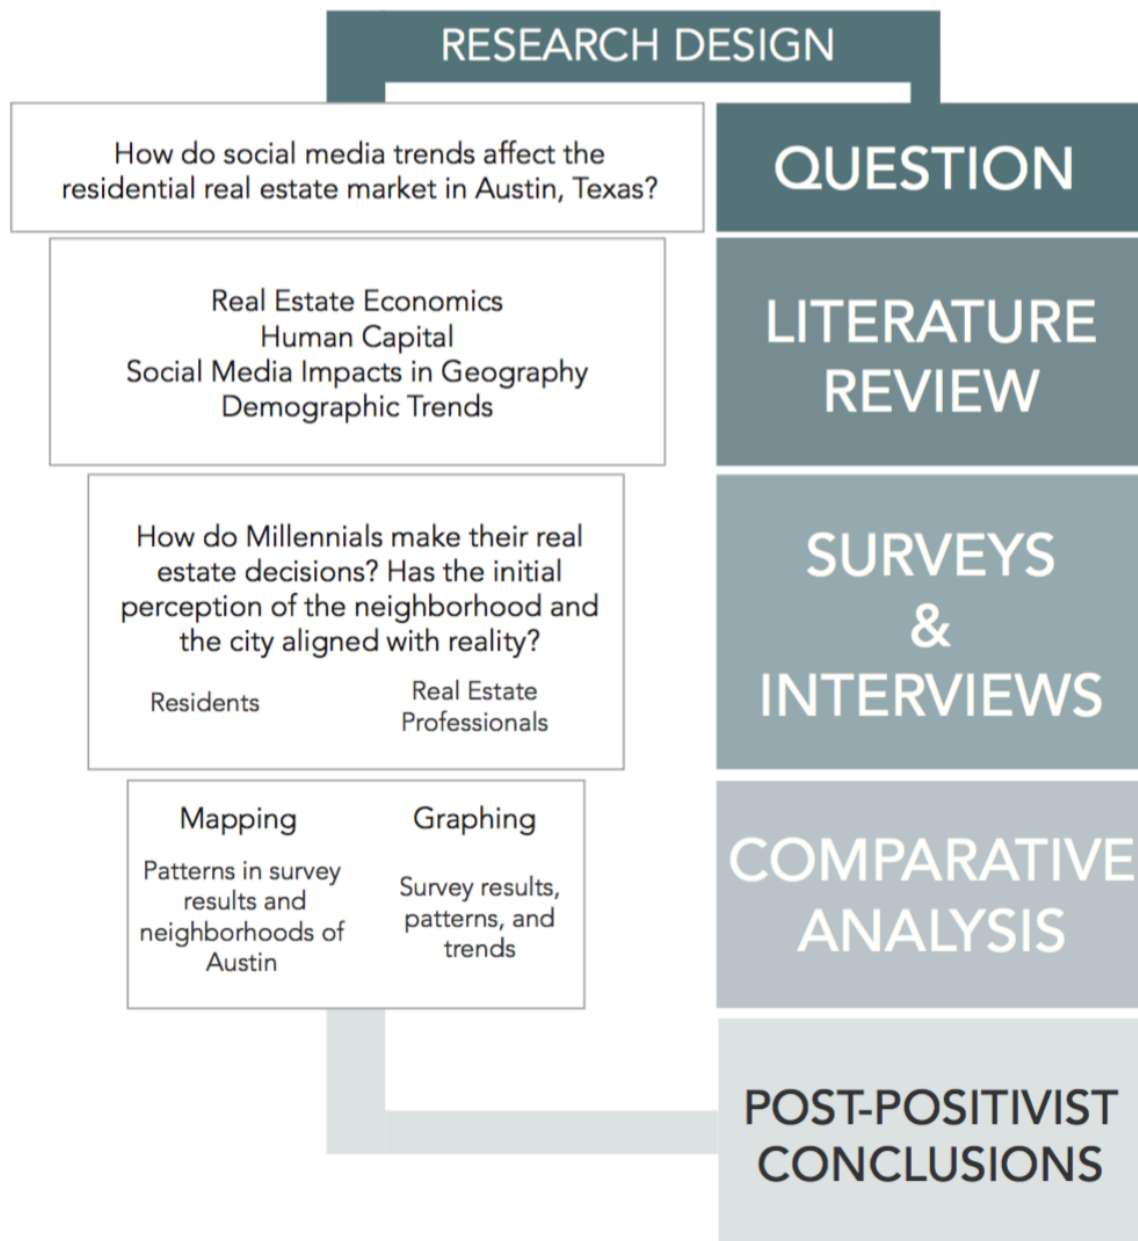 RESEARCH DESIGN
How do social media trends affect the
residential real estate market in Austin, Texas?
QUESTION
Real Estate Economics
Human Capital
Social Media Impacts in Geography
Demographic Trends
LITERATURE
REVIEW
How do Millennials make their real
estate decisions? Has the initial
perception of the neighborhood and
the city aligned with reality?
Residents
Real Estate
Professionals
SURVEYS
&
INTERVIEWS
Mapping
Patterns in survey
results and
neighborhoods of
Austin
Graphing
Survey results,
patterns, and
trends
COMPARATIVE
ANALYSIS
POST-POSITIVIST
CONCLUSIONS